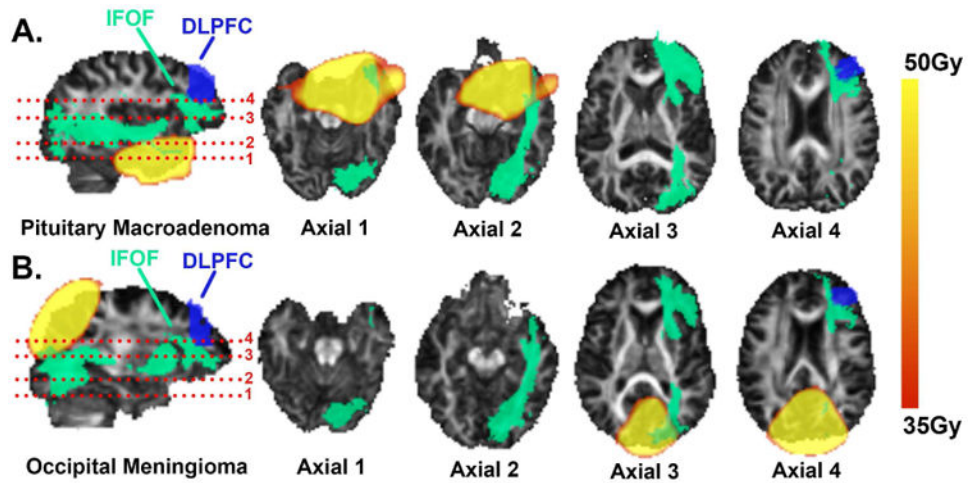 A.
IFOF
DLPFC
4
3
2
1
Pituitary Macroadenoma
Axial 1
Axial 2
Axial 3
Axial 4
B.
IFOF
DLPFC
4
3
2
1
Occipital Meningioma
Axial 1
Axial 2
Axial 3
Axial 4
50Gy
35Gy